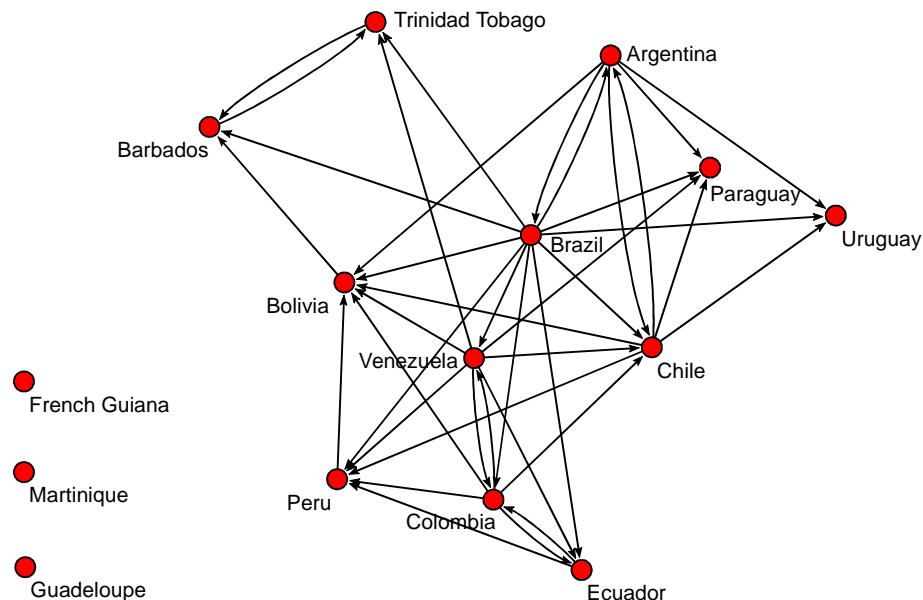 Trinidad Tobago
Argentina
Barbados
Paraguay
Uruguay
Brazil
Bolivia
Venezuela
Chile
French Guiana
Martinique
Peru
Colombia
Guadeloupe
Ecuador